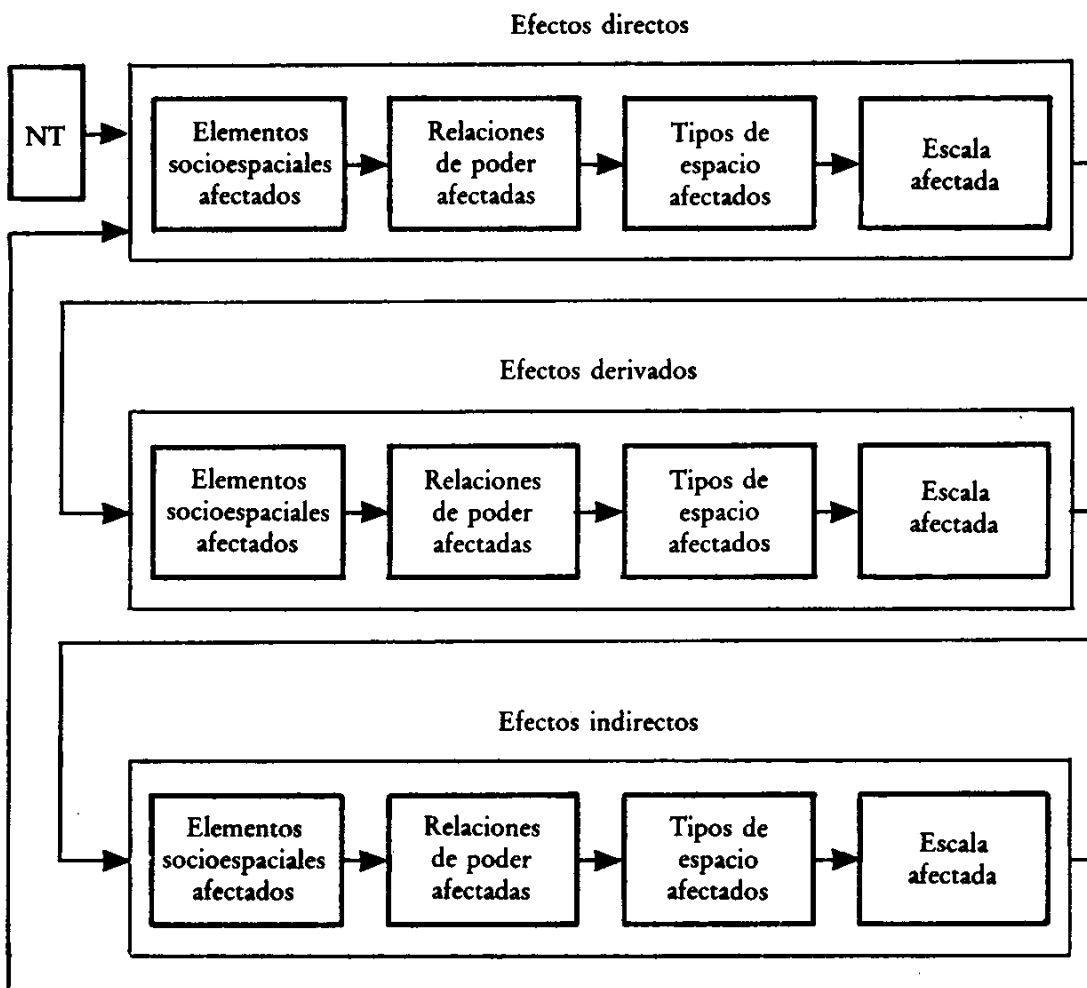 Efectos directos
NT
Elementos
socioespaciales
afectados
Relaciones
de poder
afectadas
Tipos de
espacio
afectados
Escala
afectada
Efectos derivados
Elementos
socioespaciales
afectados
Relaciones
de poder
afectadas
Tipos de
espacio
afectados
Escala
afectada
Efectos indirectos
Elementos
socioespaciales
afectados
Relaciones
de poder
afectadas
Tipos de
espacio
afectados
Escala
afectada